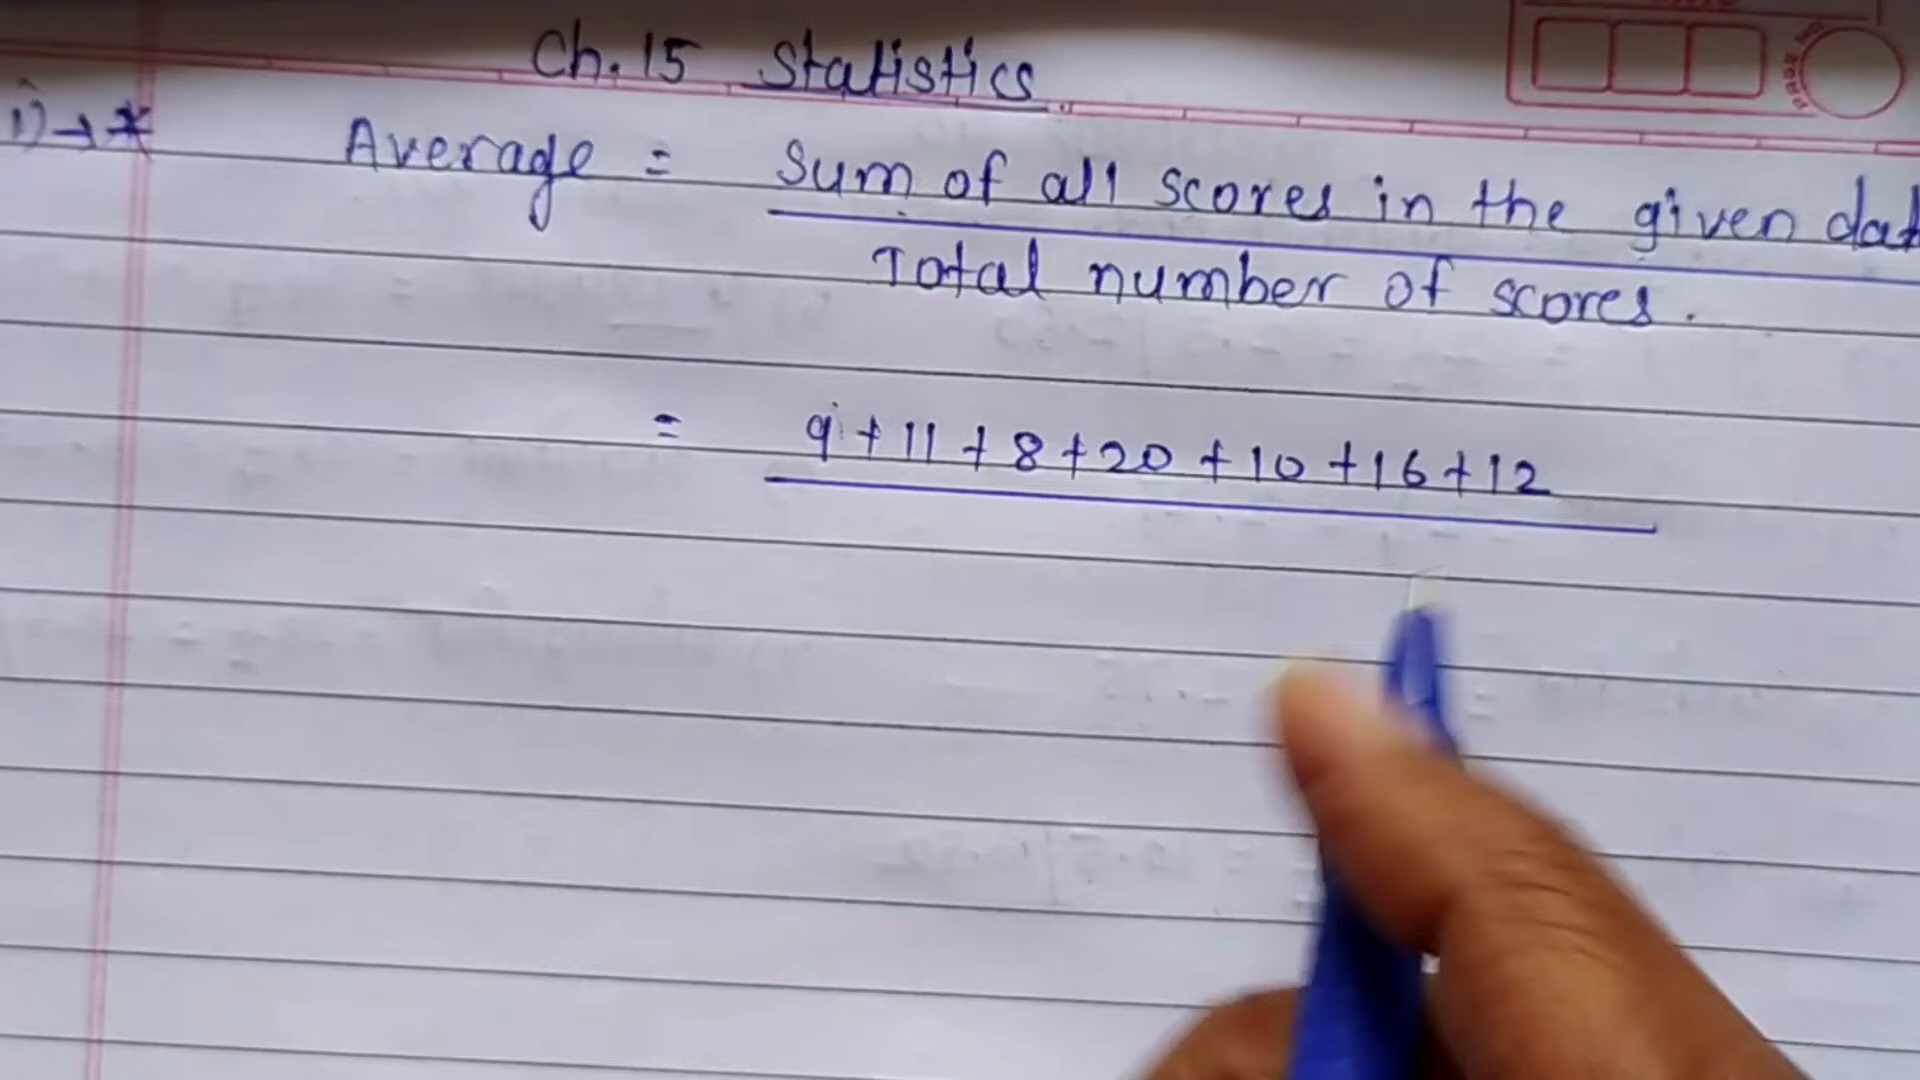 Ch. 15 Statistics
1) → *
Average = Sum of all scores in the given dat
Total number of scores.
= 9 + 11 + 8 + 20 + 10 + 16 + 12